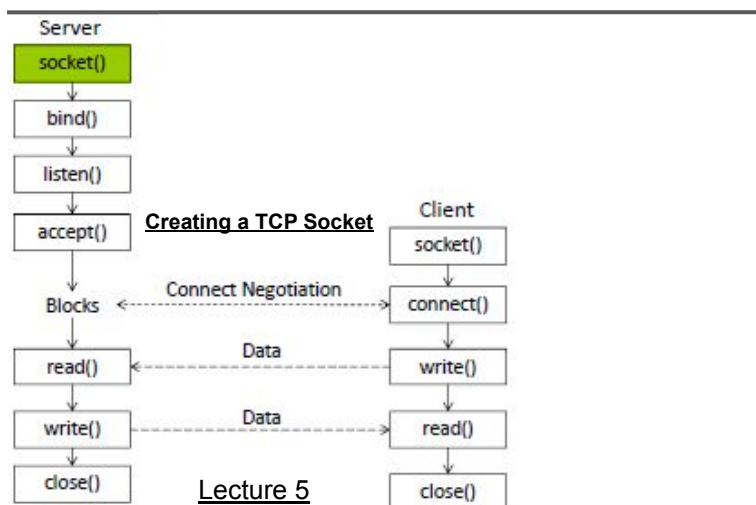 Server
socket()
bind()
listen()
accept()
Creating a TCP Socket
Client
socket()
Blocks
Connect Negotiation
connect()
read()
Data
write()
write()
Data
read()
close()
Lecture 5
close()